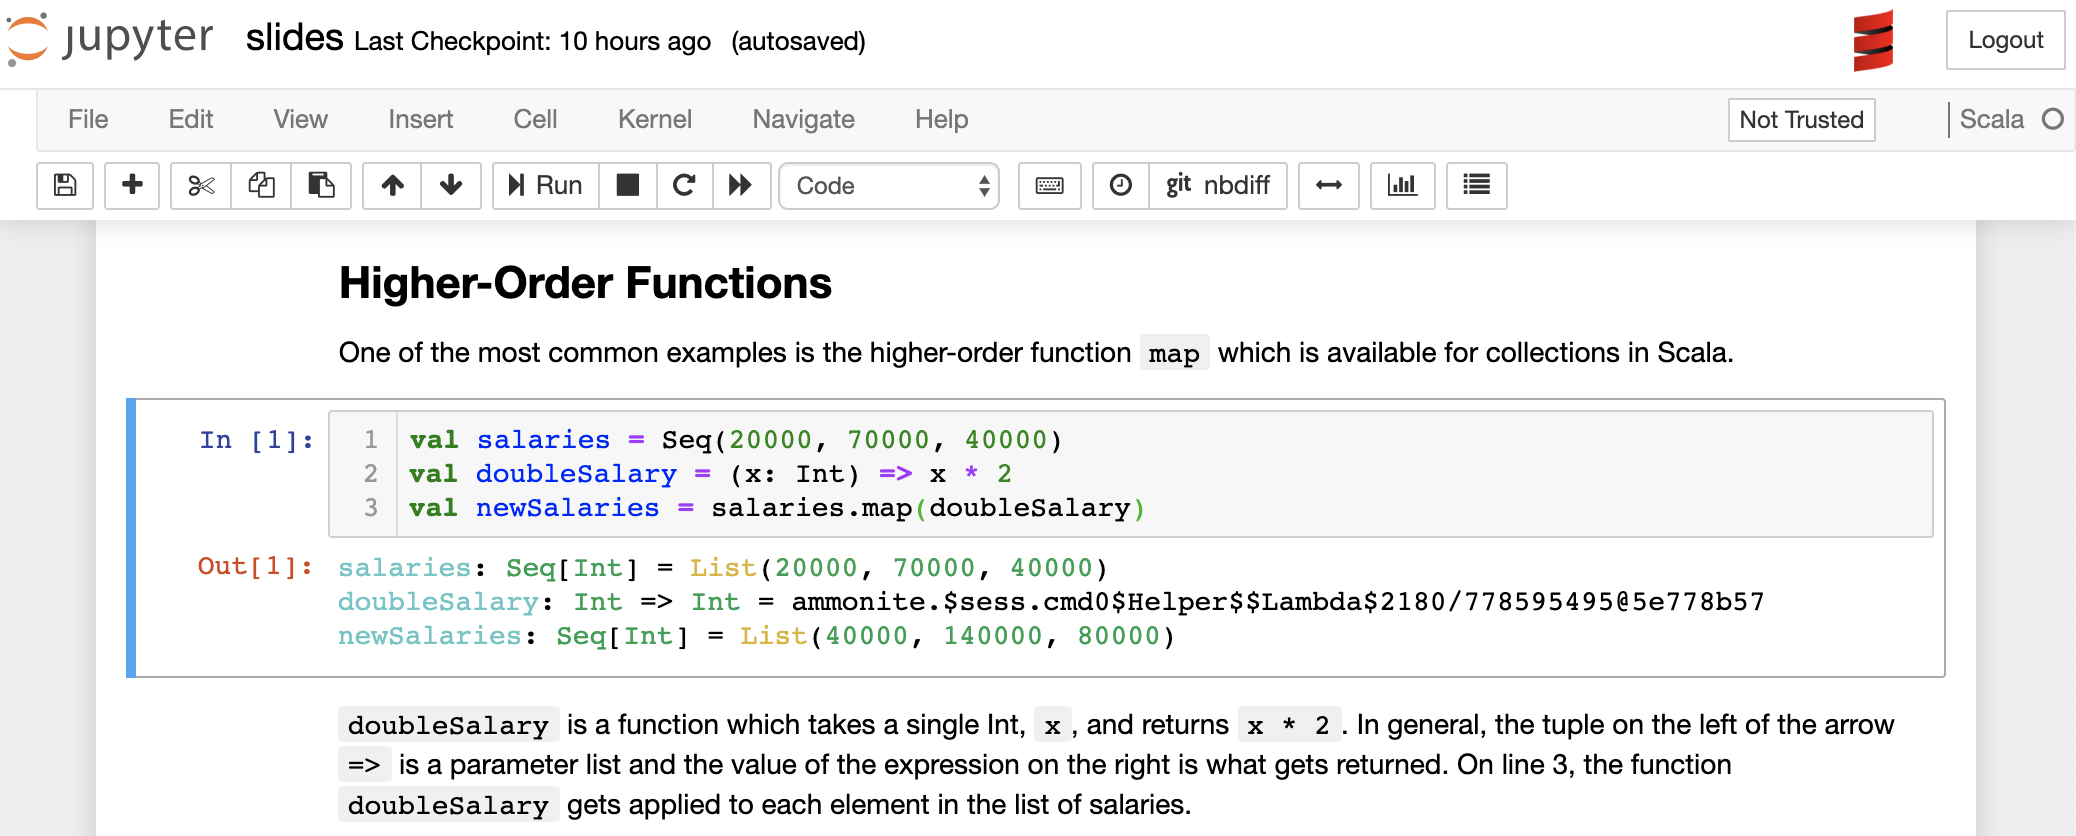 jupyter slides Last Checkpoint: 10 hours ago (autosaved) Logout
File Edit View Insert Cell Kernel Navigate Help Not Trusted Scala
Run Code git nbdiff
Higher-Order Functions
One of the most common examples is the higher-order function map which is available for collections in Scala.
In [1]: 1 val salaries = Seq(20000, 70000, 40000)
2 val doubleSalary = (x: Int) => x * 2
3 val newSalaries = salaries.map(doubleSalary)
Out[1]: salaries: Seq[Int] = List(20000, 70000, 40000)
doubleSalary: Int => Int = ammonite.$sess.cmd0$Helper$$Lambda$2180/778595495@5e778b57
newSalaries: Seq[Int] = List(40000, 140000, 80000)
doubleSalary is a function which takes a single Int, x, and returns x * 2. In general, the tuple on the left of the arrow
=> is a parameter list and the value of the expression on the right is what gets returned. On line 3, the function
doubleSalary gets applied to each element in the list of salaries.